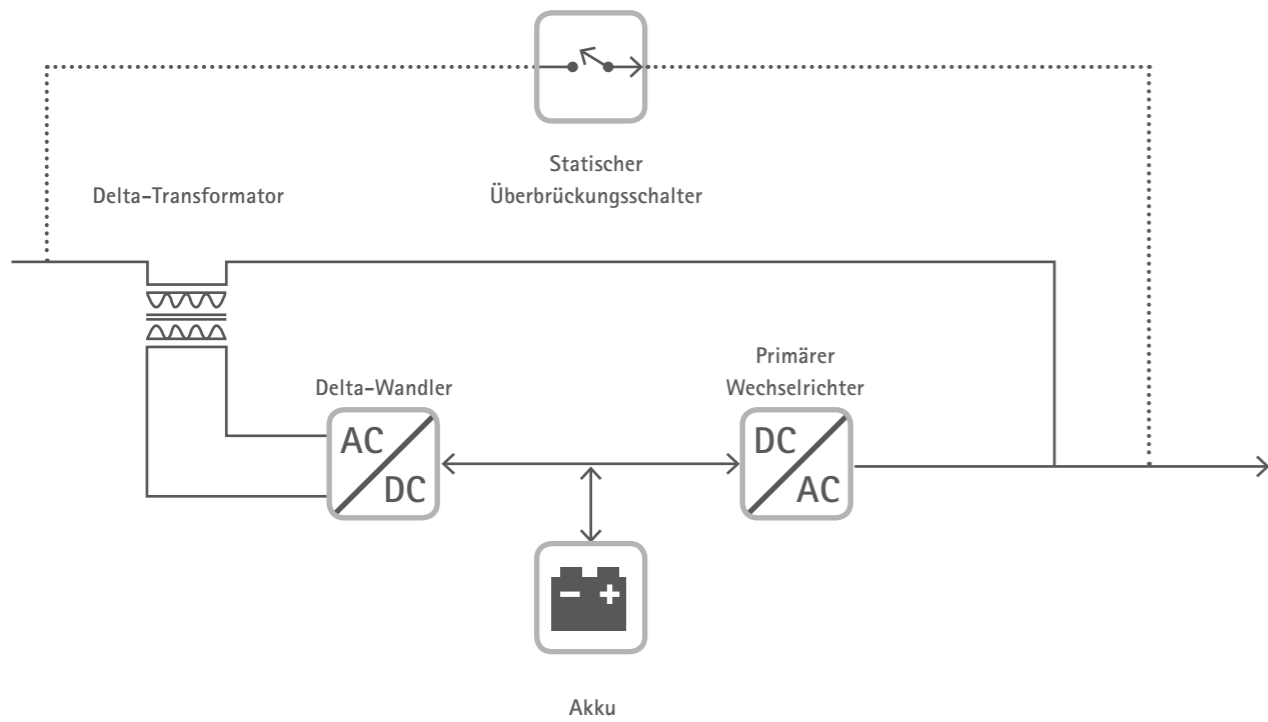 Statischer
Überbrückungsschalter
Delta-Transformator
Delta-Wandler
AC
DC
Primärer
Wechselrichter
DC
AC
Akku